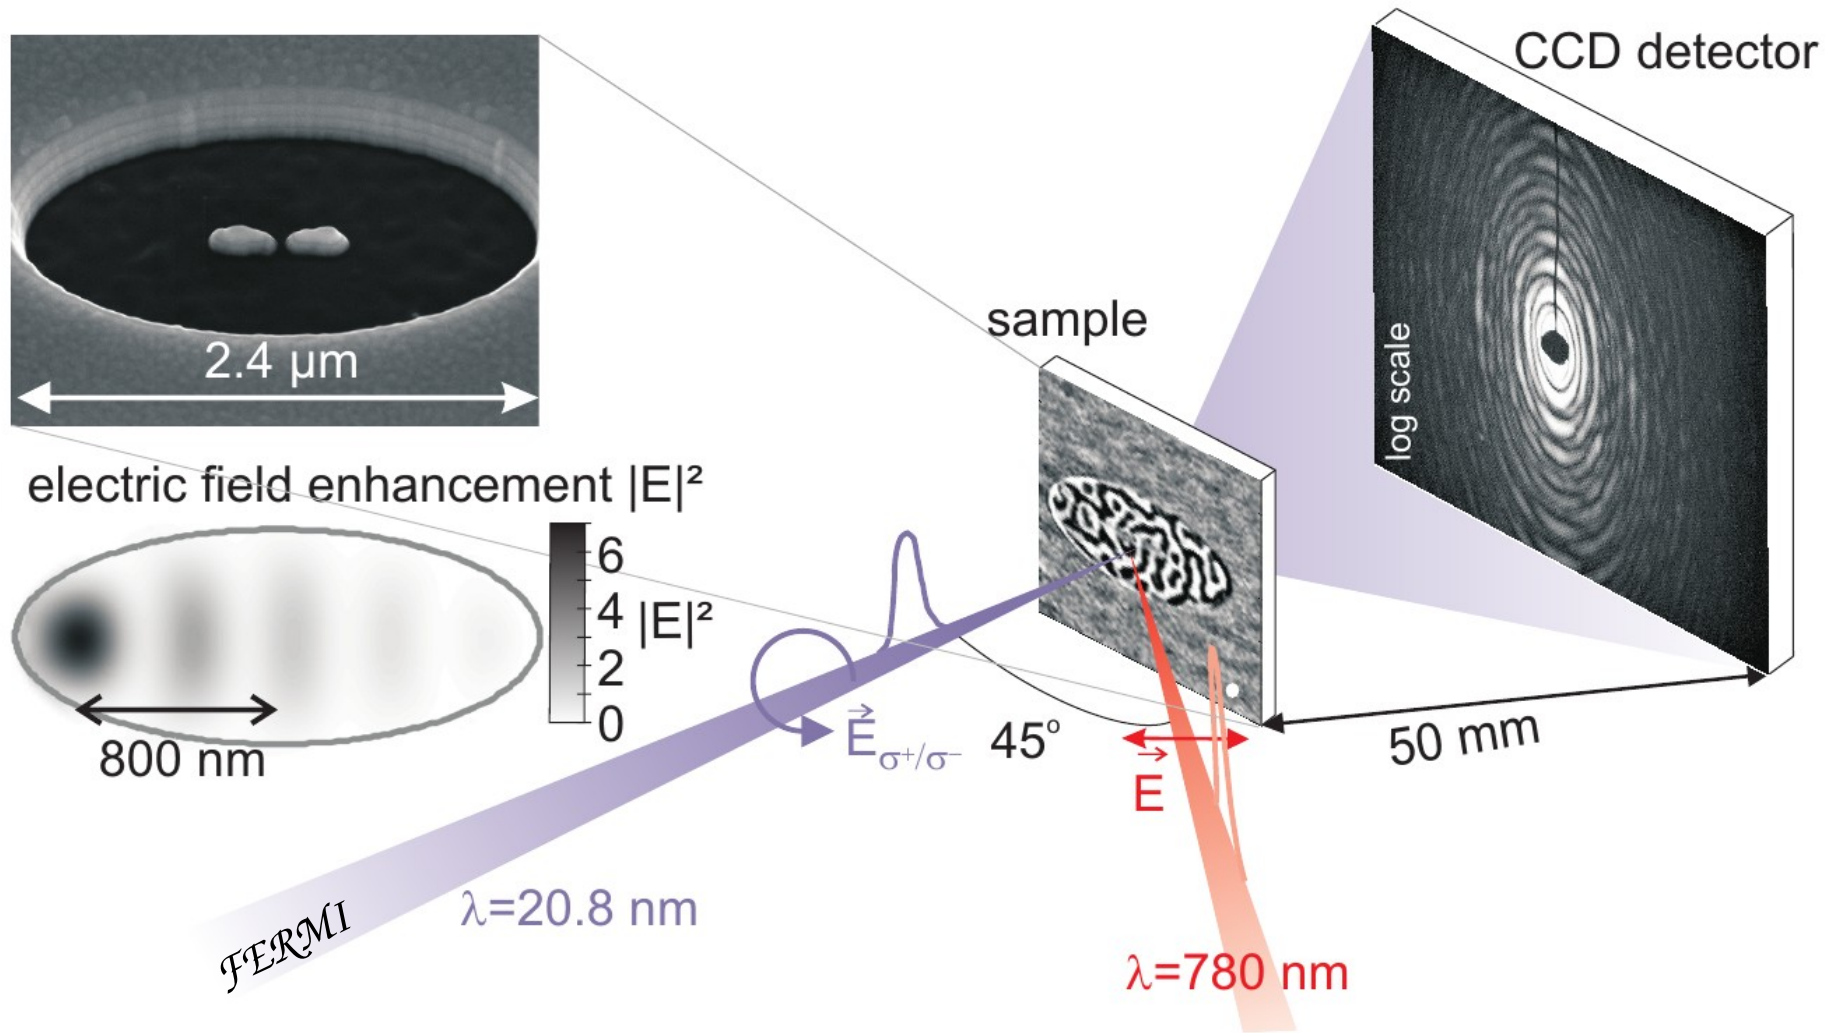 CCD detector
2.4 µm
sample
log scale
electric field enhancement |E|²
6
4
2
0
|E|²
800 nm
E σ⁺/σ⁻
45°
E
50 mm
FERMI
λ=20.8 nm
λ=780 nm